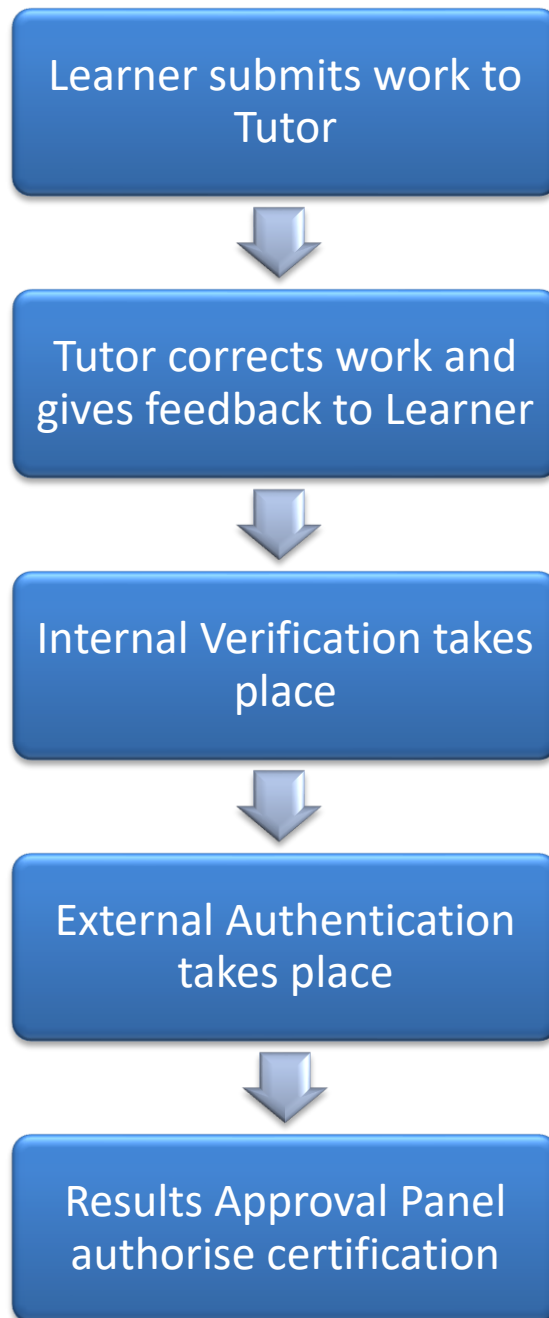 Learner submits work to
Tutor
Tutor corrects work and
gives feedback to Learner
Internal Verification takes
place
External Authentication
takes place
Results Approval Panel
authorise certification